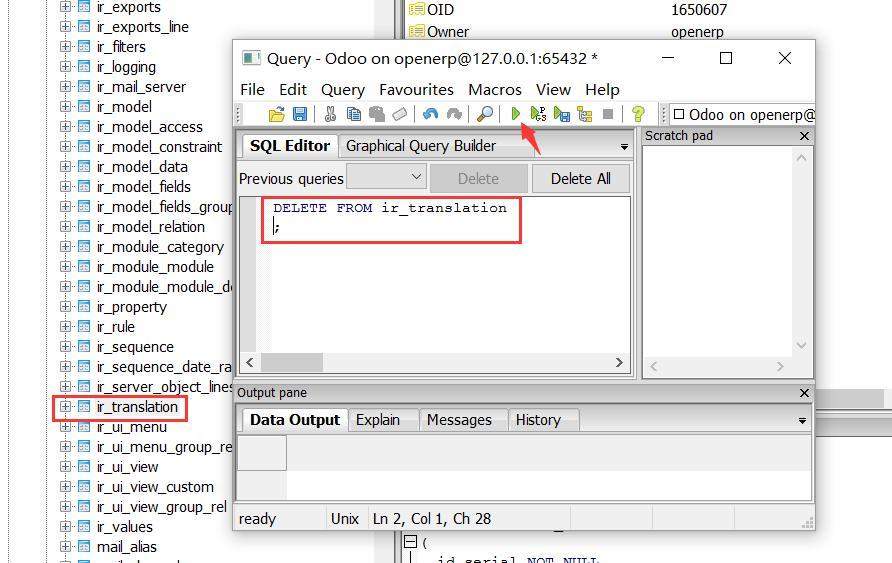 ir_exports
ir_exports_line
ir_filters
ir_logging
ir_mail_server
ir_model
ir_model_access
ir_model_constraint
ir_model_data
ir_model_fields
ir_model_fields_group
ir_model_relation
ir_module_category
ir_module_module
ir_module_module_de
ir_property
ir_rule
ir_sequence
ir_sequence_date_ra
ir_server_object_lines
ir_translation
ir_ui_menu
ir_ui_menu_group_re
ir_ui_view
ir_ui_view_custom
ir_ui_view_group_rel
ir_values
mail_alias
OID 1650607
Owner openerp
Query - Odoo on openerp@127.0.0.1:65432 *
File Edit Query Favourites Macros View Help
Odoo on openerp@
SQL Editor Graphical Query Builder
Previous queries Delete Delete All
DELETE FROM ir_translation
;
Scratch pad
Output pane
Data Output Explain Messages History
ready Unix Ln 2, Col 1, Ch 28
(
id serial NOT NULL